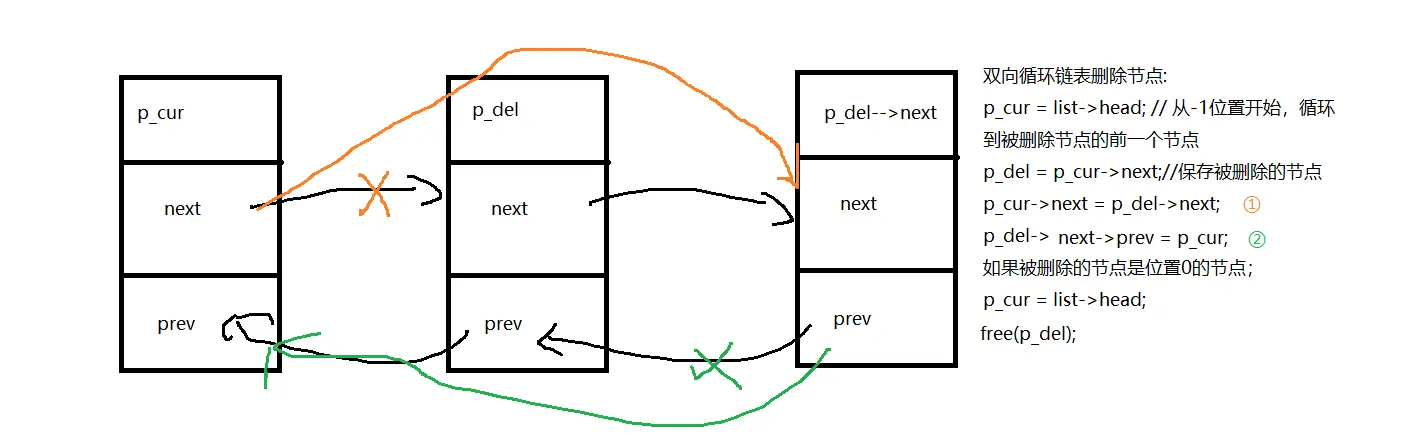 p_cur
next
prev
p_del
next
prev
p_del-->next
next
prev
双向循环链表删除节点:
p_cur = list->head; // 从-1位置开始，循环
到被删除节点的前一个节点
p_del = p_cur->next;//保存被删除的节点
p_cur->next = p_del->next; ①
p_del-> next->prev = p_cur; ②
如果被删除的节点是位置0的节点；
p_cur = list->head;
free(p_del);